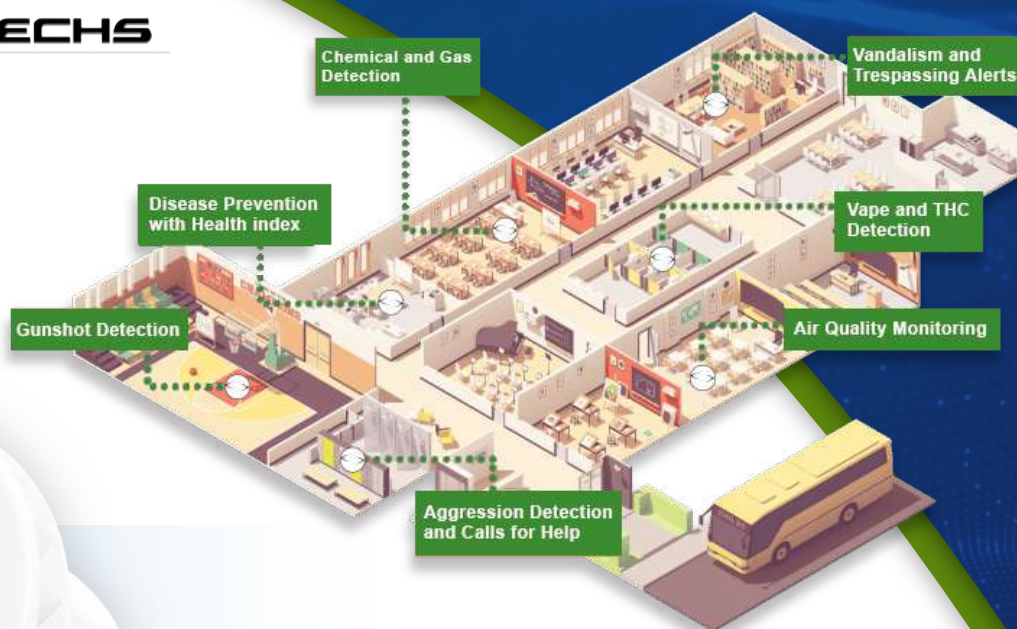 ECHS
Chemical and Gas
Detection
Vandalism and
Trespassing Alerts
Disease Prevention
with Health index
Vape and THC
Detection
Gunshot Detection
Air Quality Monitoring
Aggression Detection
and Calls for Help